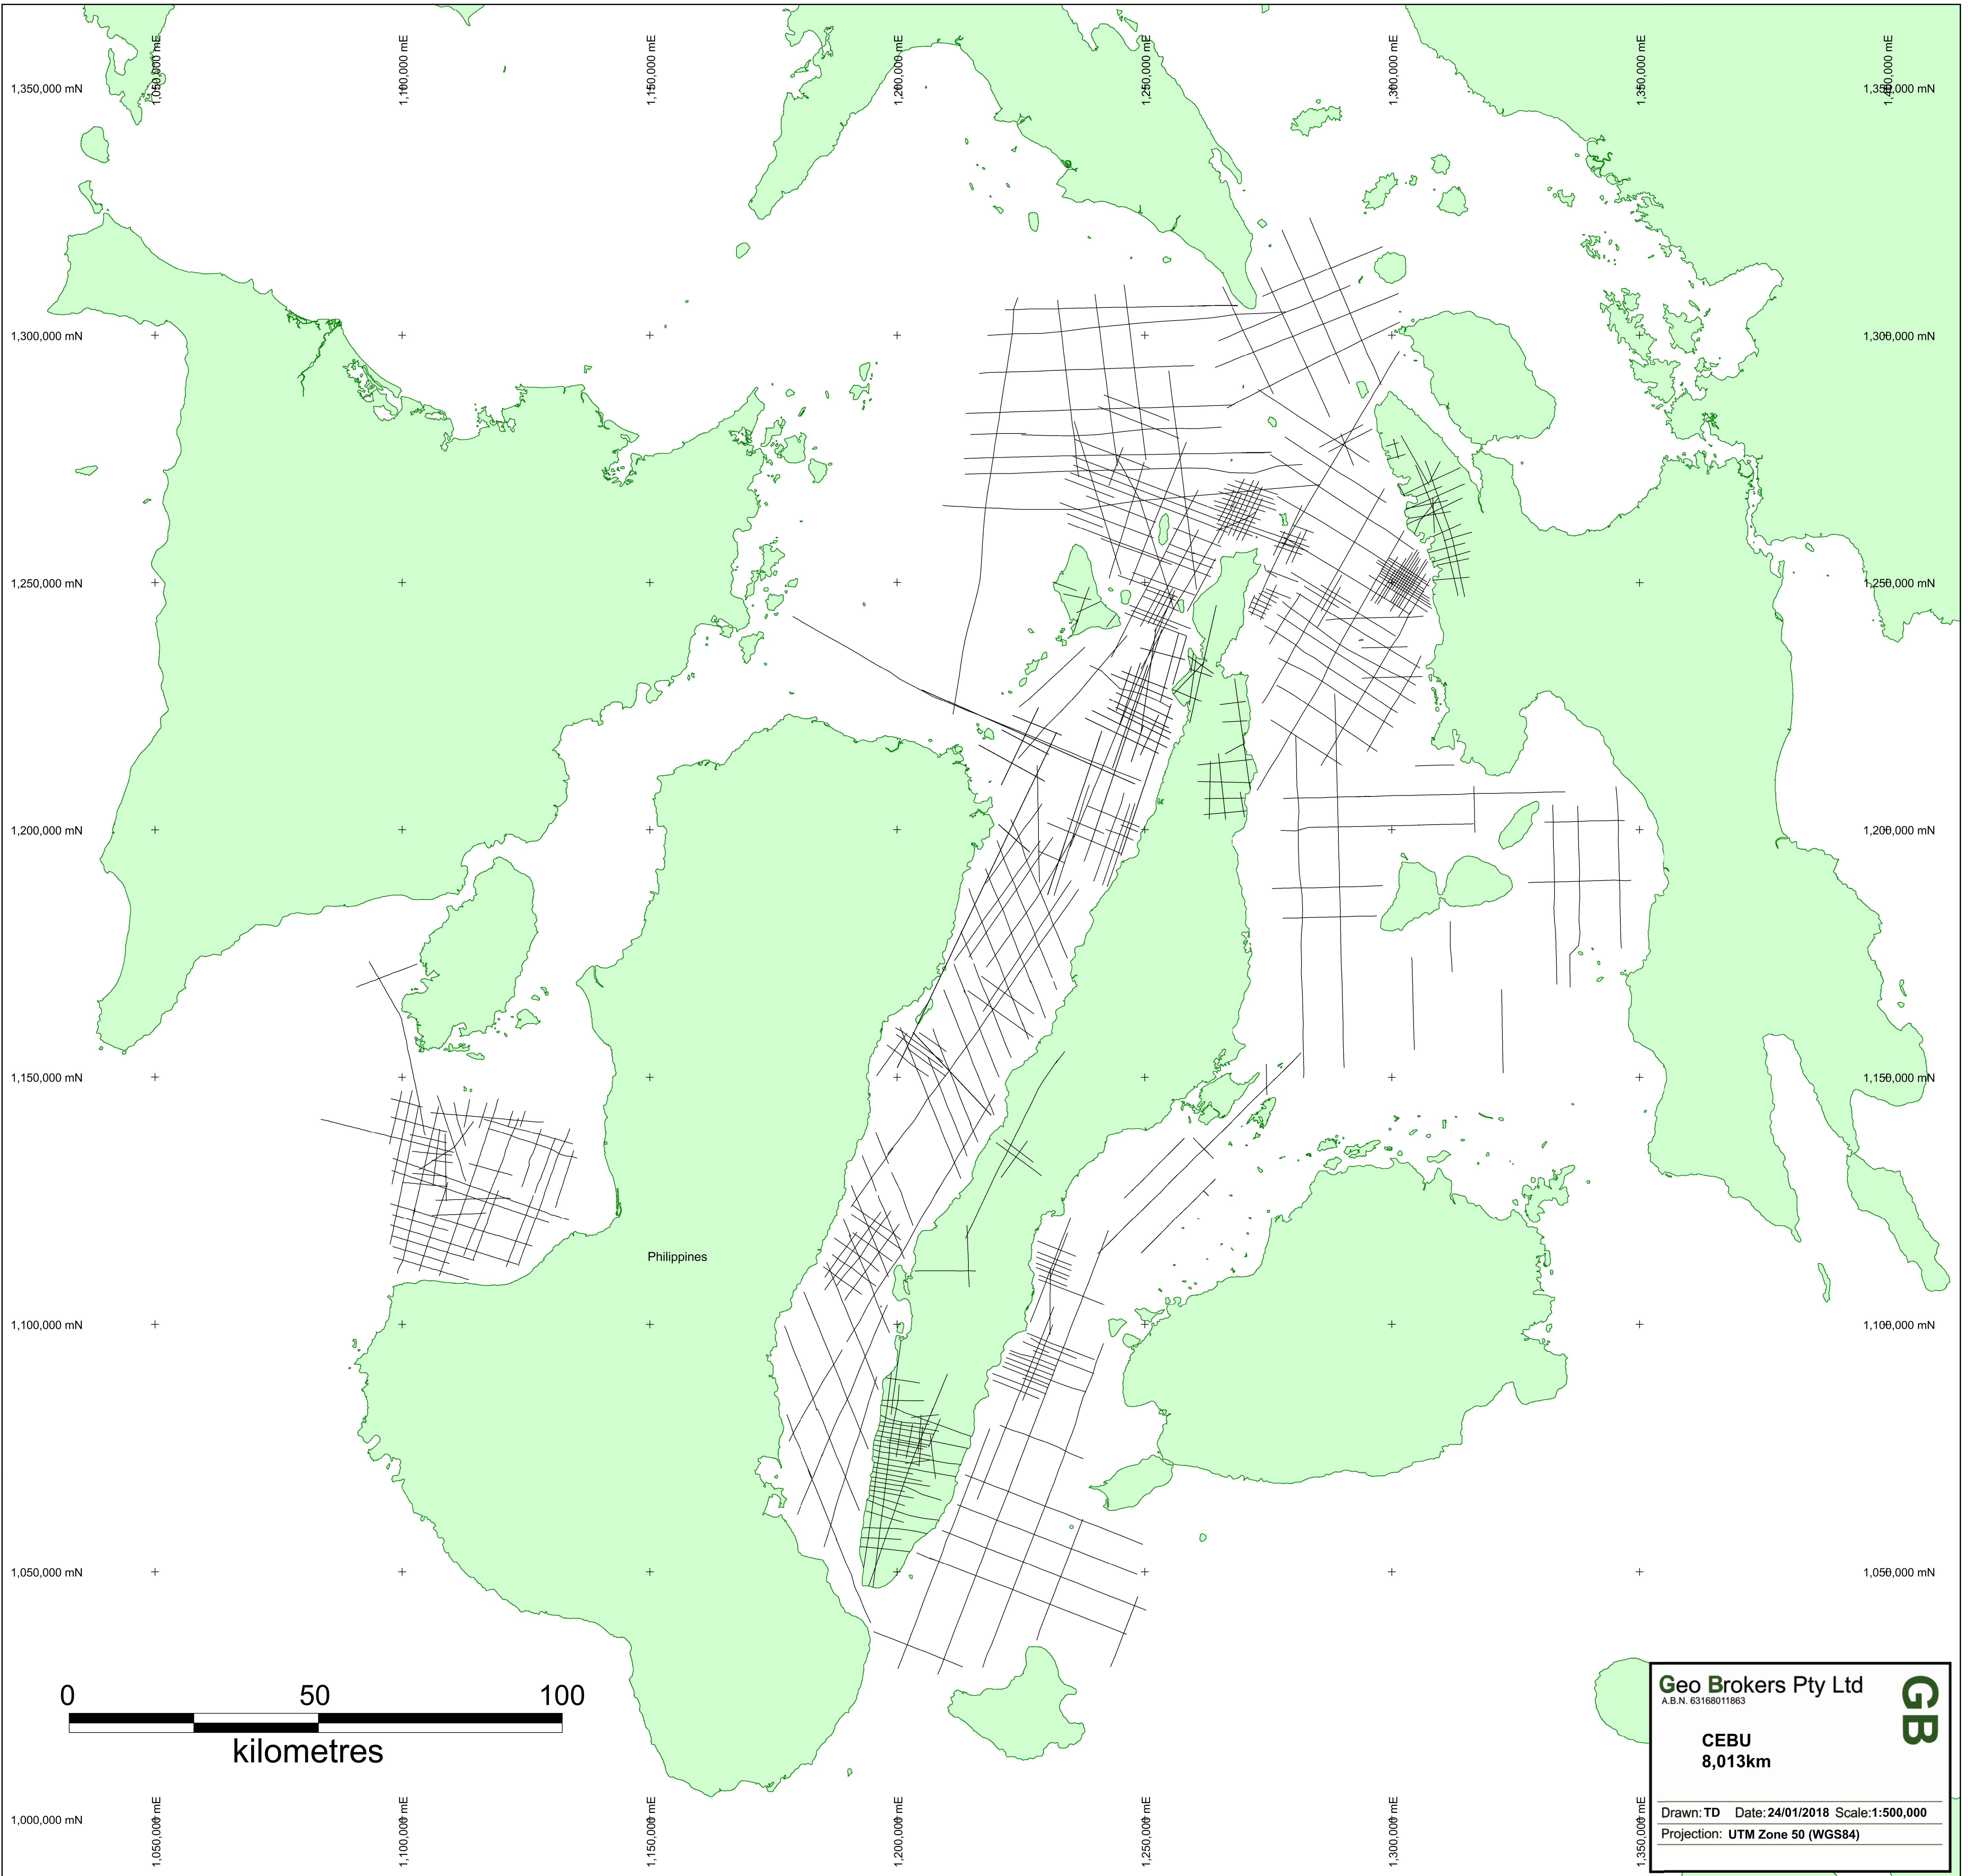 1,050,000 mE
1,100,000 mE
1,150,000 mE
1,200,000 mE
1,250,000 mE
1,300,000 mE
1,350,000 mE
1,400,000 mE
1,350,000 mN
1,350,000 mN
1,300,000 mN
1,300,000 mN
1,250,000 mN
1,250,000 mN
1,200,000 mN
1,200,000 mN
1,150,000 mN
1,150,000 mN
Philippines
1,100,000 mN
1,100,000 mN
1,050,000 mN
1,050,000 mN
0 50 100
kilometres
1,000,000 mN
1,050,000 mE
1,100,000 mE
1,150,000 mE
1,200,000 mE
1,250,000 mE
1,300,000 mE
1,350,000 mE
Geo Brokers Pty Ltd
A.B.N. 63168011863
GB
CEBU
8,013km
Drawn: TD Date: 24/01/2018 Scale:1:500,000
Projection: UTM Zone 50 (WGS84)